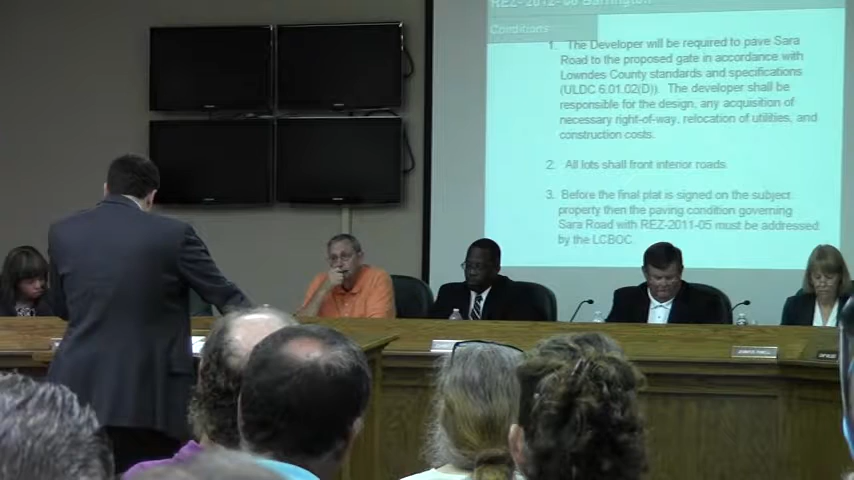 REZ-2012-06 Barrington
Conditions
1. The Developer will be required to pave Sara
Road to the proposed gate in accordance with
Lowndes County standards and specifications
(ULDC 6.01.02(D)). The developer shall be
responsible for the design, any acquisition of
necessary right-of-way, relocation of utilities, and
construction costs.
2. All lots shall front interior roads.
3. Before the final plat is signed on the subject
property then the paving condition governing
Sara Road with REZ-2011-05 must be addressed
by the LCBOC.